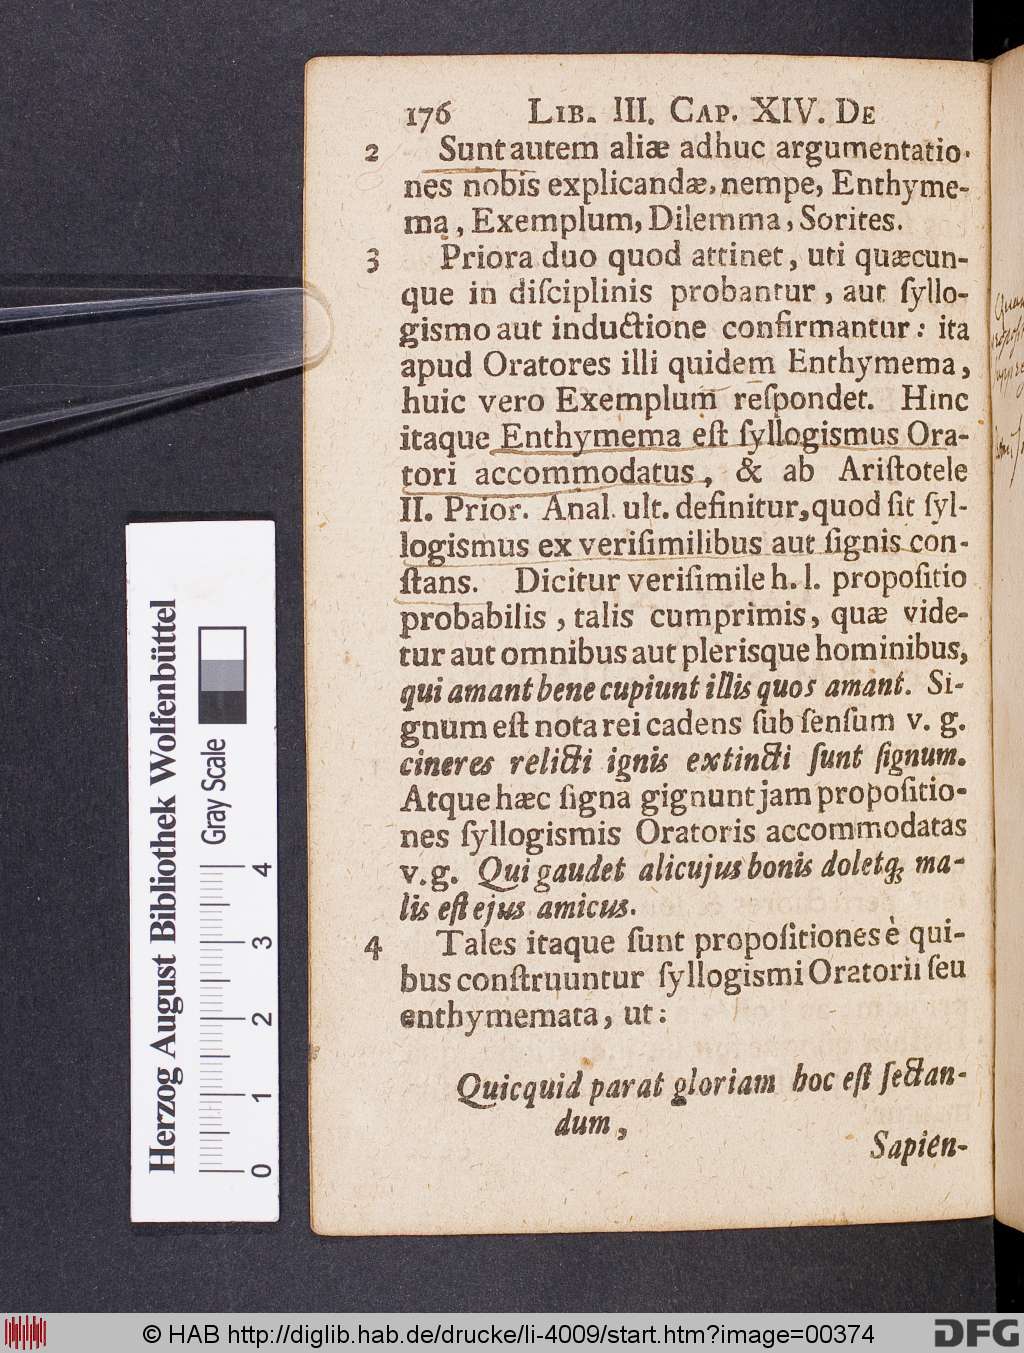 176 LIB. III. CAP. XIV. DE
2 Sunt autem aliæ adhuc argumentatio-
nes nobis explicandæ, nempe, Enthyme-
ma, Exemplum, Dilemma, Sorites.
3 Priora duo quod attinet, uti quæcun-
que in diſciplinis probantur, aut ſyllo-
gismo aut inductione confirmantur: ita
apud Oratores illi quidem Enthymema,
huic vero Exemplum reſpondet. Hinc
itaque Enthymema eſt ſyllogismus Ora-
tori accommodatus, & ab Ariſtotele
II. Prior. Anal. ult. definitur, quod ſit ſyl-
logismus ex veriſimilibus aut ſignis con-
ſtans. Dicitur veriſimile h. l. propoſitio
probabilis, talis cumprimis, quæ vide-
tur aut omnibus aut plerisque hominibus,
qui amant bene cupiunt illis quos amant. Si-
gnum eſt nota rei cadens ſub ſenſum v. g.
cineres relicti ignis extincti ſunt ſignum.
Atque hæc ſigna gignunt jam propoſitio-
nes ſyllogismis Oratoris accommodatas
v. g. Qui gaudet alicujus bonis doletq; ma-
lis eſt ejus amicus.
4 Tales itaque ſunt propoſitiones è qui-
bus conſtruuntur ſyllogismi Oratorii ſeu
enthymemata, ut:
Quicquid parat gloriam hoc eſt ſectan-
dum,
Sapien-
Herzog August Bibliothek Wolfenbüttel
Gray Scale
0 1 2 3 4
© HAB http://diglib.hab.de/drucke/li-4009/start.htm?image=00374
DFG